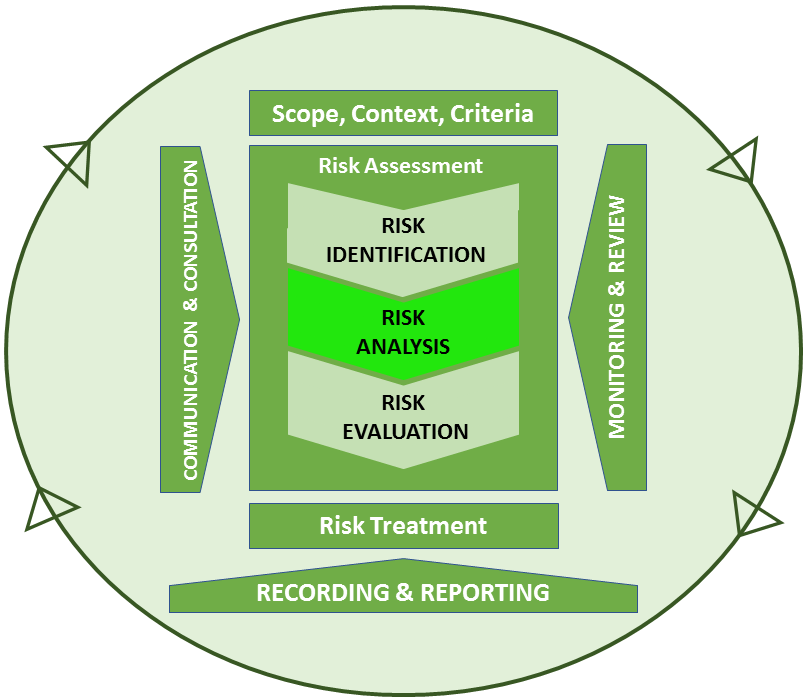 Scope, Context, Criteria
COMMUNICATION & CONSULTATION
Risk Assessment
RISK
IDENTIFICATION
RISK
ANALYSIS
RISK
EVALUATION
MONITORING & REVIEW
Risk Treatment
RECORDING & REPORTING